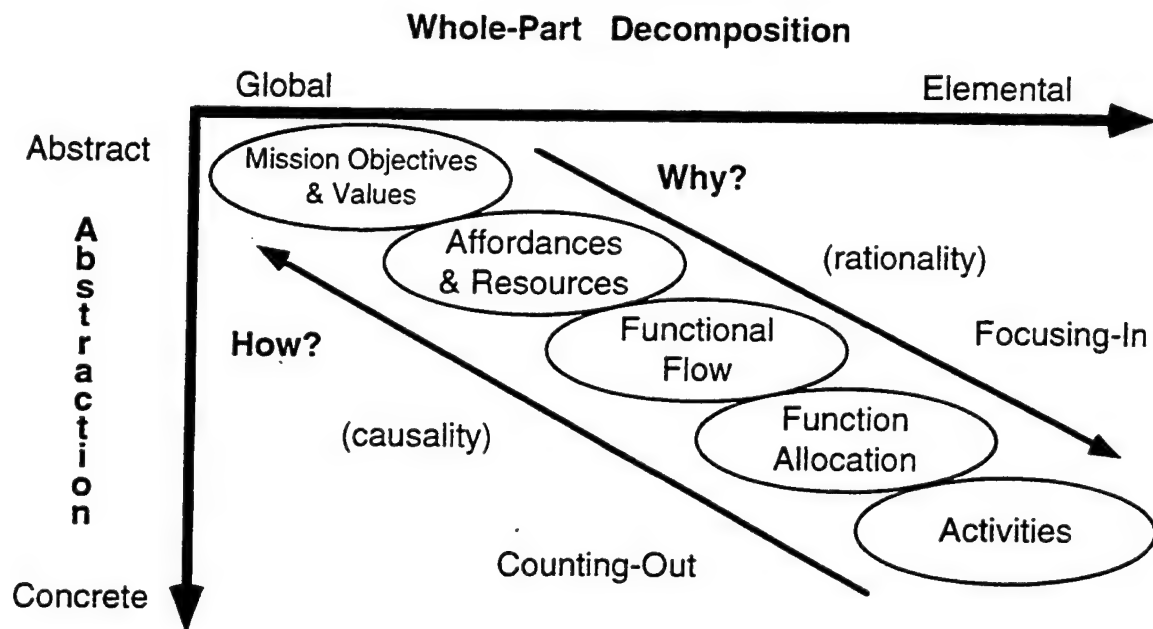 Whole-Part Decomposition
Global
Elemental
Abstract
Mission Objectives
& Values
Why?
Affordances
& Resources
(rationality)
Abstraction
How?
Functional
Flow
Focusing-In
(causality)
Function
Allocation
Activities
Counting-Out
Concrete